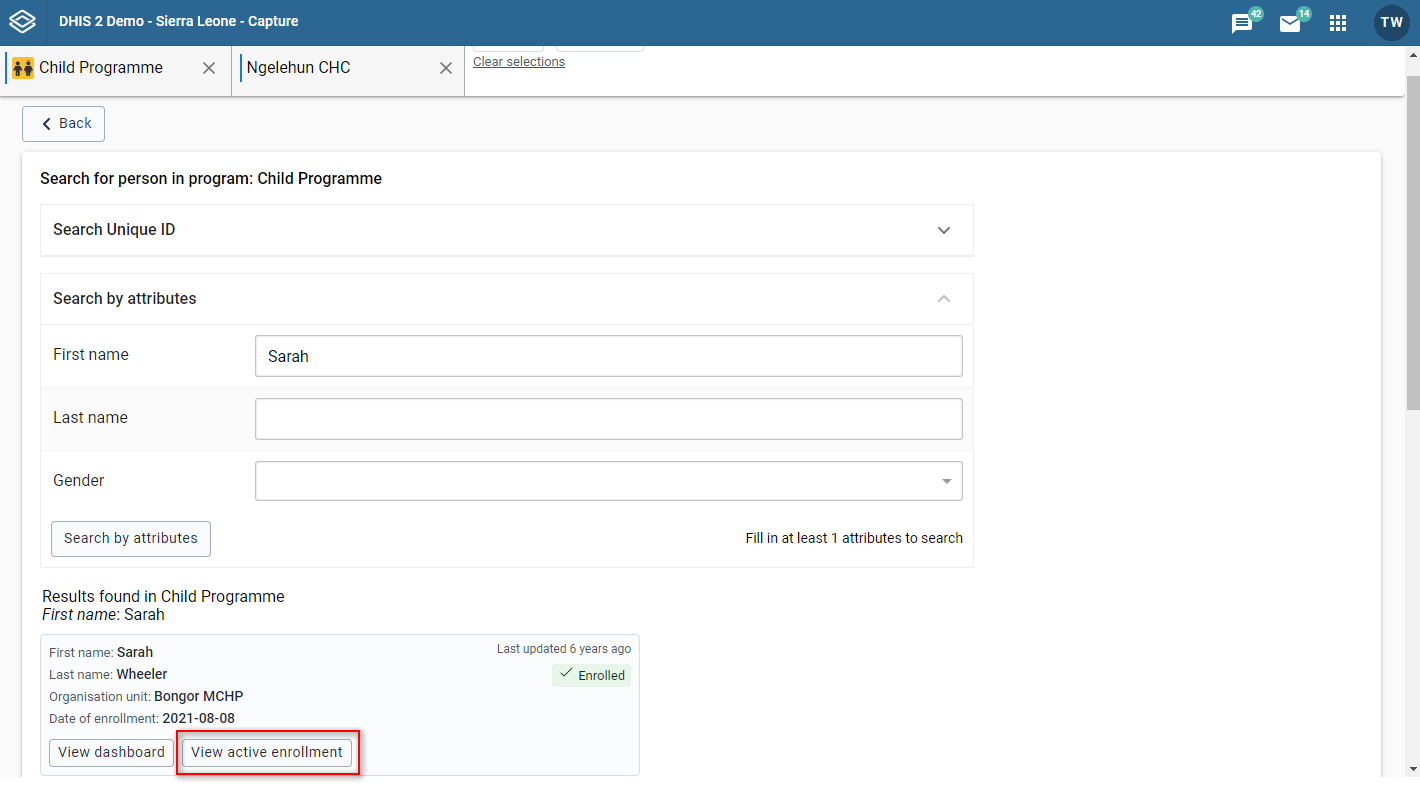 DHIS 2 Demo - Sierra Leone - Capture
42
14
TW
Child Programme
Ngelehun CHC
Clear selections
Back
Search for person in program: Child Programme
Search Unique ID
Search by attributes
First name
Sarah
Last name
Gender
Search by attributes
Fill in at least 1 attributes to search
Results found in Child Programme
First name: Sarah
First name: Sarah
Last updated 6 years ago
Last name: Wheeler
Enrolled
Organisation unit: Bongor MCHP
Date of enrollment: 2021-08-08
View dashboard
View active enrollment